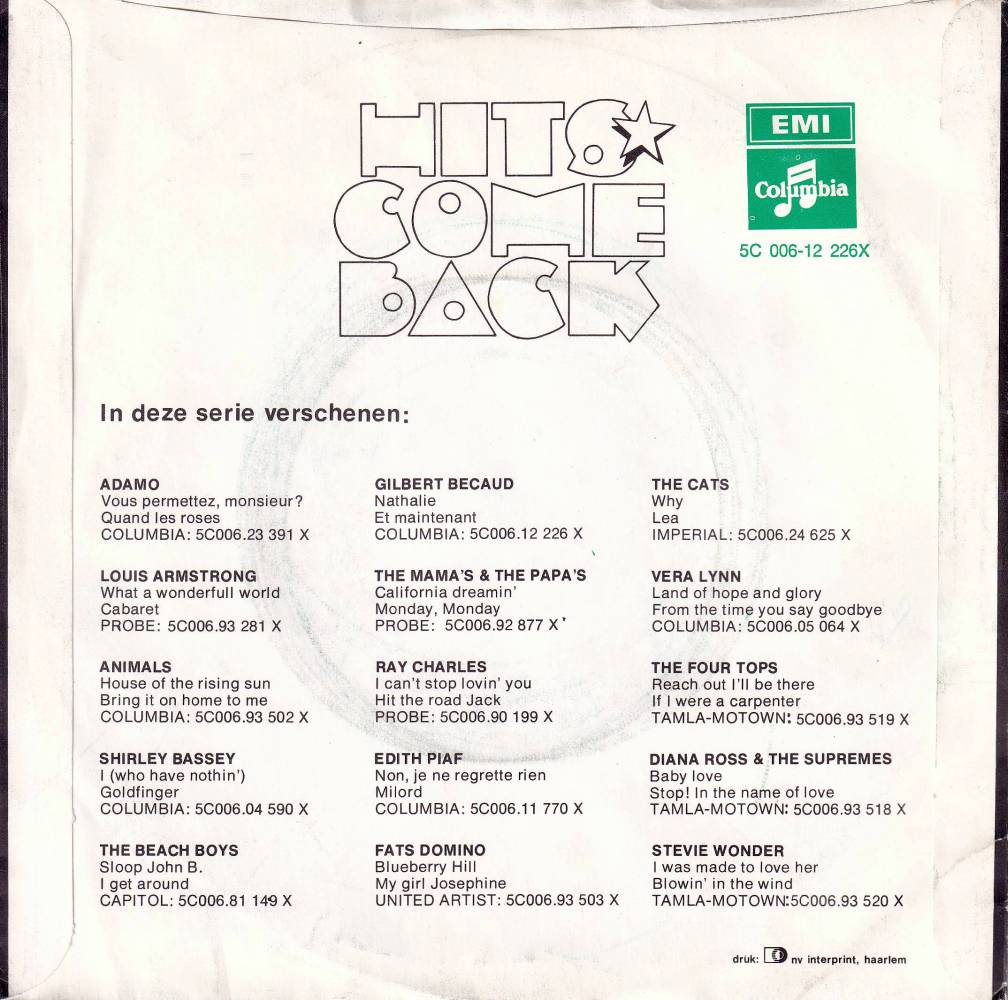 HITS
COME
BACK
EMI
Columbia
5C 006-12 226X
In deze serie verschenen:
ADAMO
Vous permettez, monsieur?
Quand les roses
COLUMBIA: 5C006.23 391 X
LOUIS ARMSTRONG
What a wonderfull world
Cabaret
PROBE: 5C006.93 281 X
ANIMALS
House of the rising sun
Bring it on home to me
COLUMBIA: 5C006.93 502 X
SHIRLEY BASSEY
I (who have nothin')
Goldfinger
COLUMBIA: 5C006.04 590 X
THE BEACH BOYS
Sloop John B.
I get around
CAPITOL: 5C006.81 149 X
GILBERT BECAUD
Nathalie
Et maintenant
COLUMBIA: 5C006.12 226 X
THE MAMA'S & THE PAPA'S
California dreamin'
Monday, Monday
PROBE: 5C006.92 877 X
RAY CHARLES
I can't stop lovin' you
Hit the road Jack
PROBE: 5C006.90 199 X
EDITH PIAF
Non, je ne regrette rien
Milord
COLUMBIA: 5C006.11 770 X
FATS DOMINO
Blueberry Hill
My girl Josephine
UNITED ARTIST: 5C006.93 503 X
THE CATS
Why
Lea
IMPERIAL: 5C006.24 625 X
VERA LYNN
Land of hope and glory
From the time you say goodbye
COLUMBIA: 5C006.05 064 X
THE FOUR TOPS
Reach out I'll be there
If I were a carpenter
TAMLA-MOTOWN: 5C006.93 519 X
DIANA ROSS & THE SUPREMES
Baby love
Stop! In the name of love
TAMLA-MOTOWN: 5C006.93 518 X
STEVIE WONDER
I was made to love her
Blowin' in the wind
TAMLA-MOTOWN:5C006.93 520 X
druk: nv interprint, haarlem